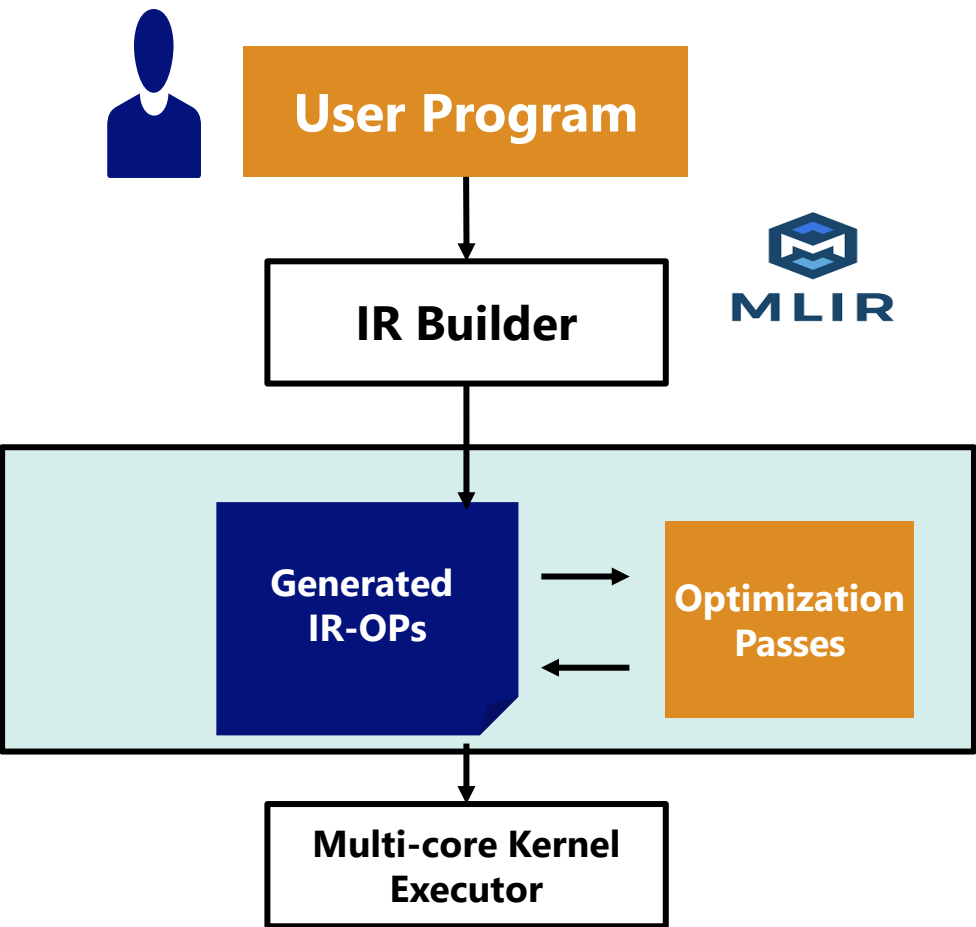 User Program
MLIR
IR Builder
Generated
IR-OPs
Optimization
Passes
Multi-core Kernel
Executor